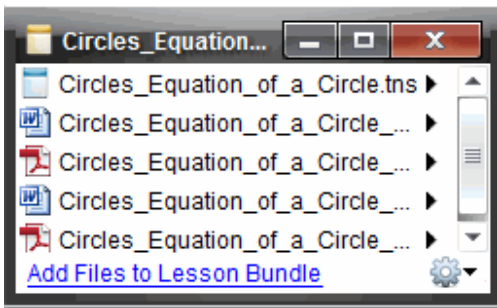 Circles_Equation...
Circles_Equation_of_a_Circle.tns
Circles_Equation_of_a_Circle_...
Circles_Equation_of_a_Circle_...
Circles_Equation_of_a_Circle_...
Circles_Equation_of_a_Circle_...
Add Files to Lesson Bundle